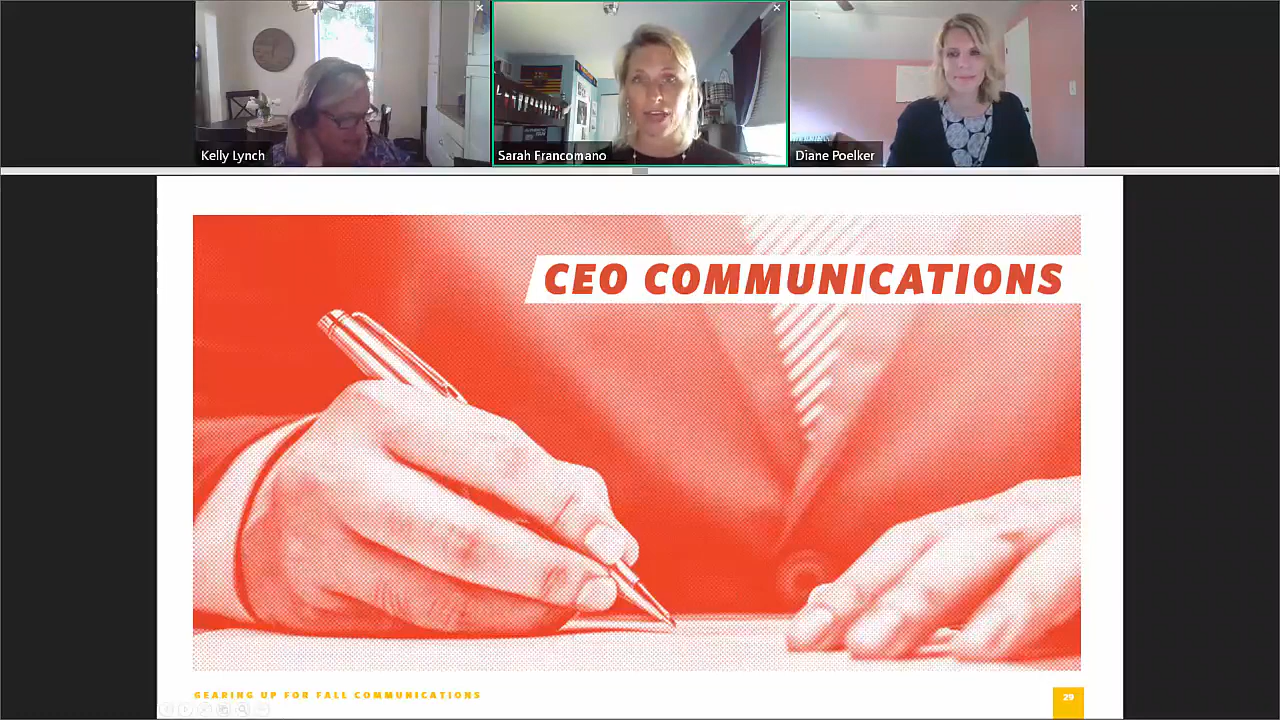 Kelly Lynch
Sarah Francomano
Diane Poelker
CEO COMMUNICATIONS
GEARING UP FOR FALL COMMUNICATIONS
29